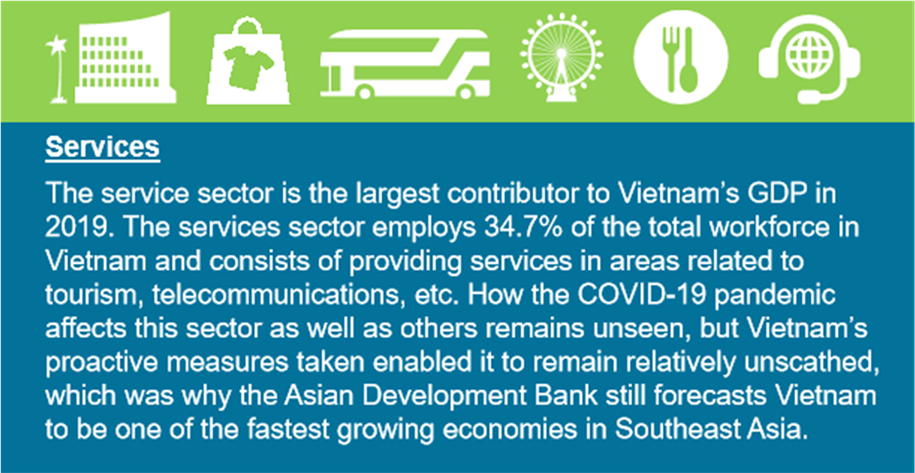 Services
The service sector is the largest contributor to Vietnam’s GDP in
2019. The services sector employs 34.7% of the total workforce in
Vietnam and consists of providing services in areas related to
tourism, telecommunications, etc. How the COVID-19 pandemic
affects this sector as well as others remains unseen, but Vietnam’s
proactive measures taken enabled it to remain relatively unscathed,
which was why the Asian Development Bank still forecasts Vietnam
to be one of the fastest growing economies in Southeast Asia.